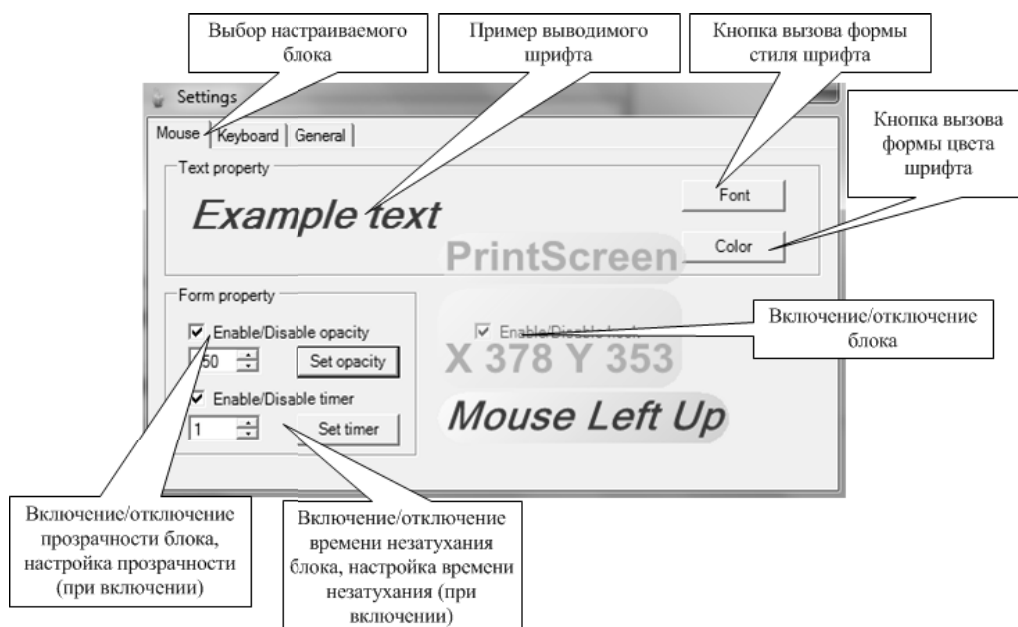 Выбор настраиваемого
блока
Пример выводимого
шрифта
Кнопка вызова формы
стиля шрифта
Кнопка вызова
формы цвета
шрифта
Settings
Mouse
Keyboard
General
Text property
Example text
Font
Color
PrintScreen
Form property
Enable/Disable opacity
50
Set opacity
Enable/Disable timer
1
Set timer
Enable/Disable hook
X 378 Y 353
Mouse Left Up
Включение/отключение
блока
Включение/отключение
прозрачности блока,
настройка прозрачности
(при включении)
Включение/отключение
времени незатухания
блока, настройка времени
незатухания (при
включении)